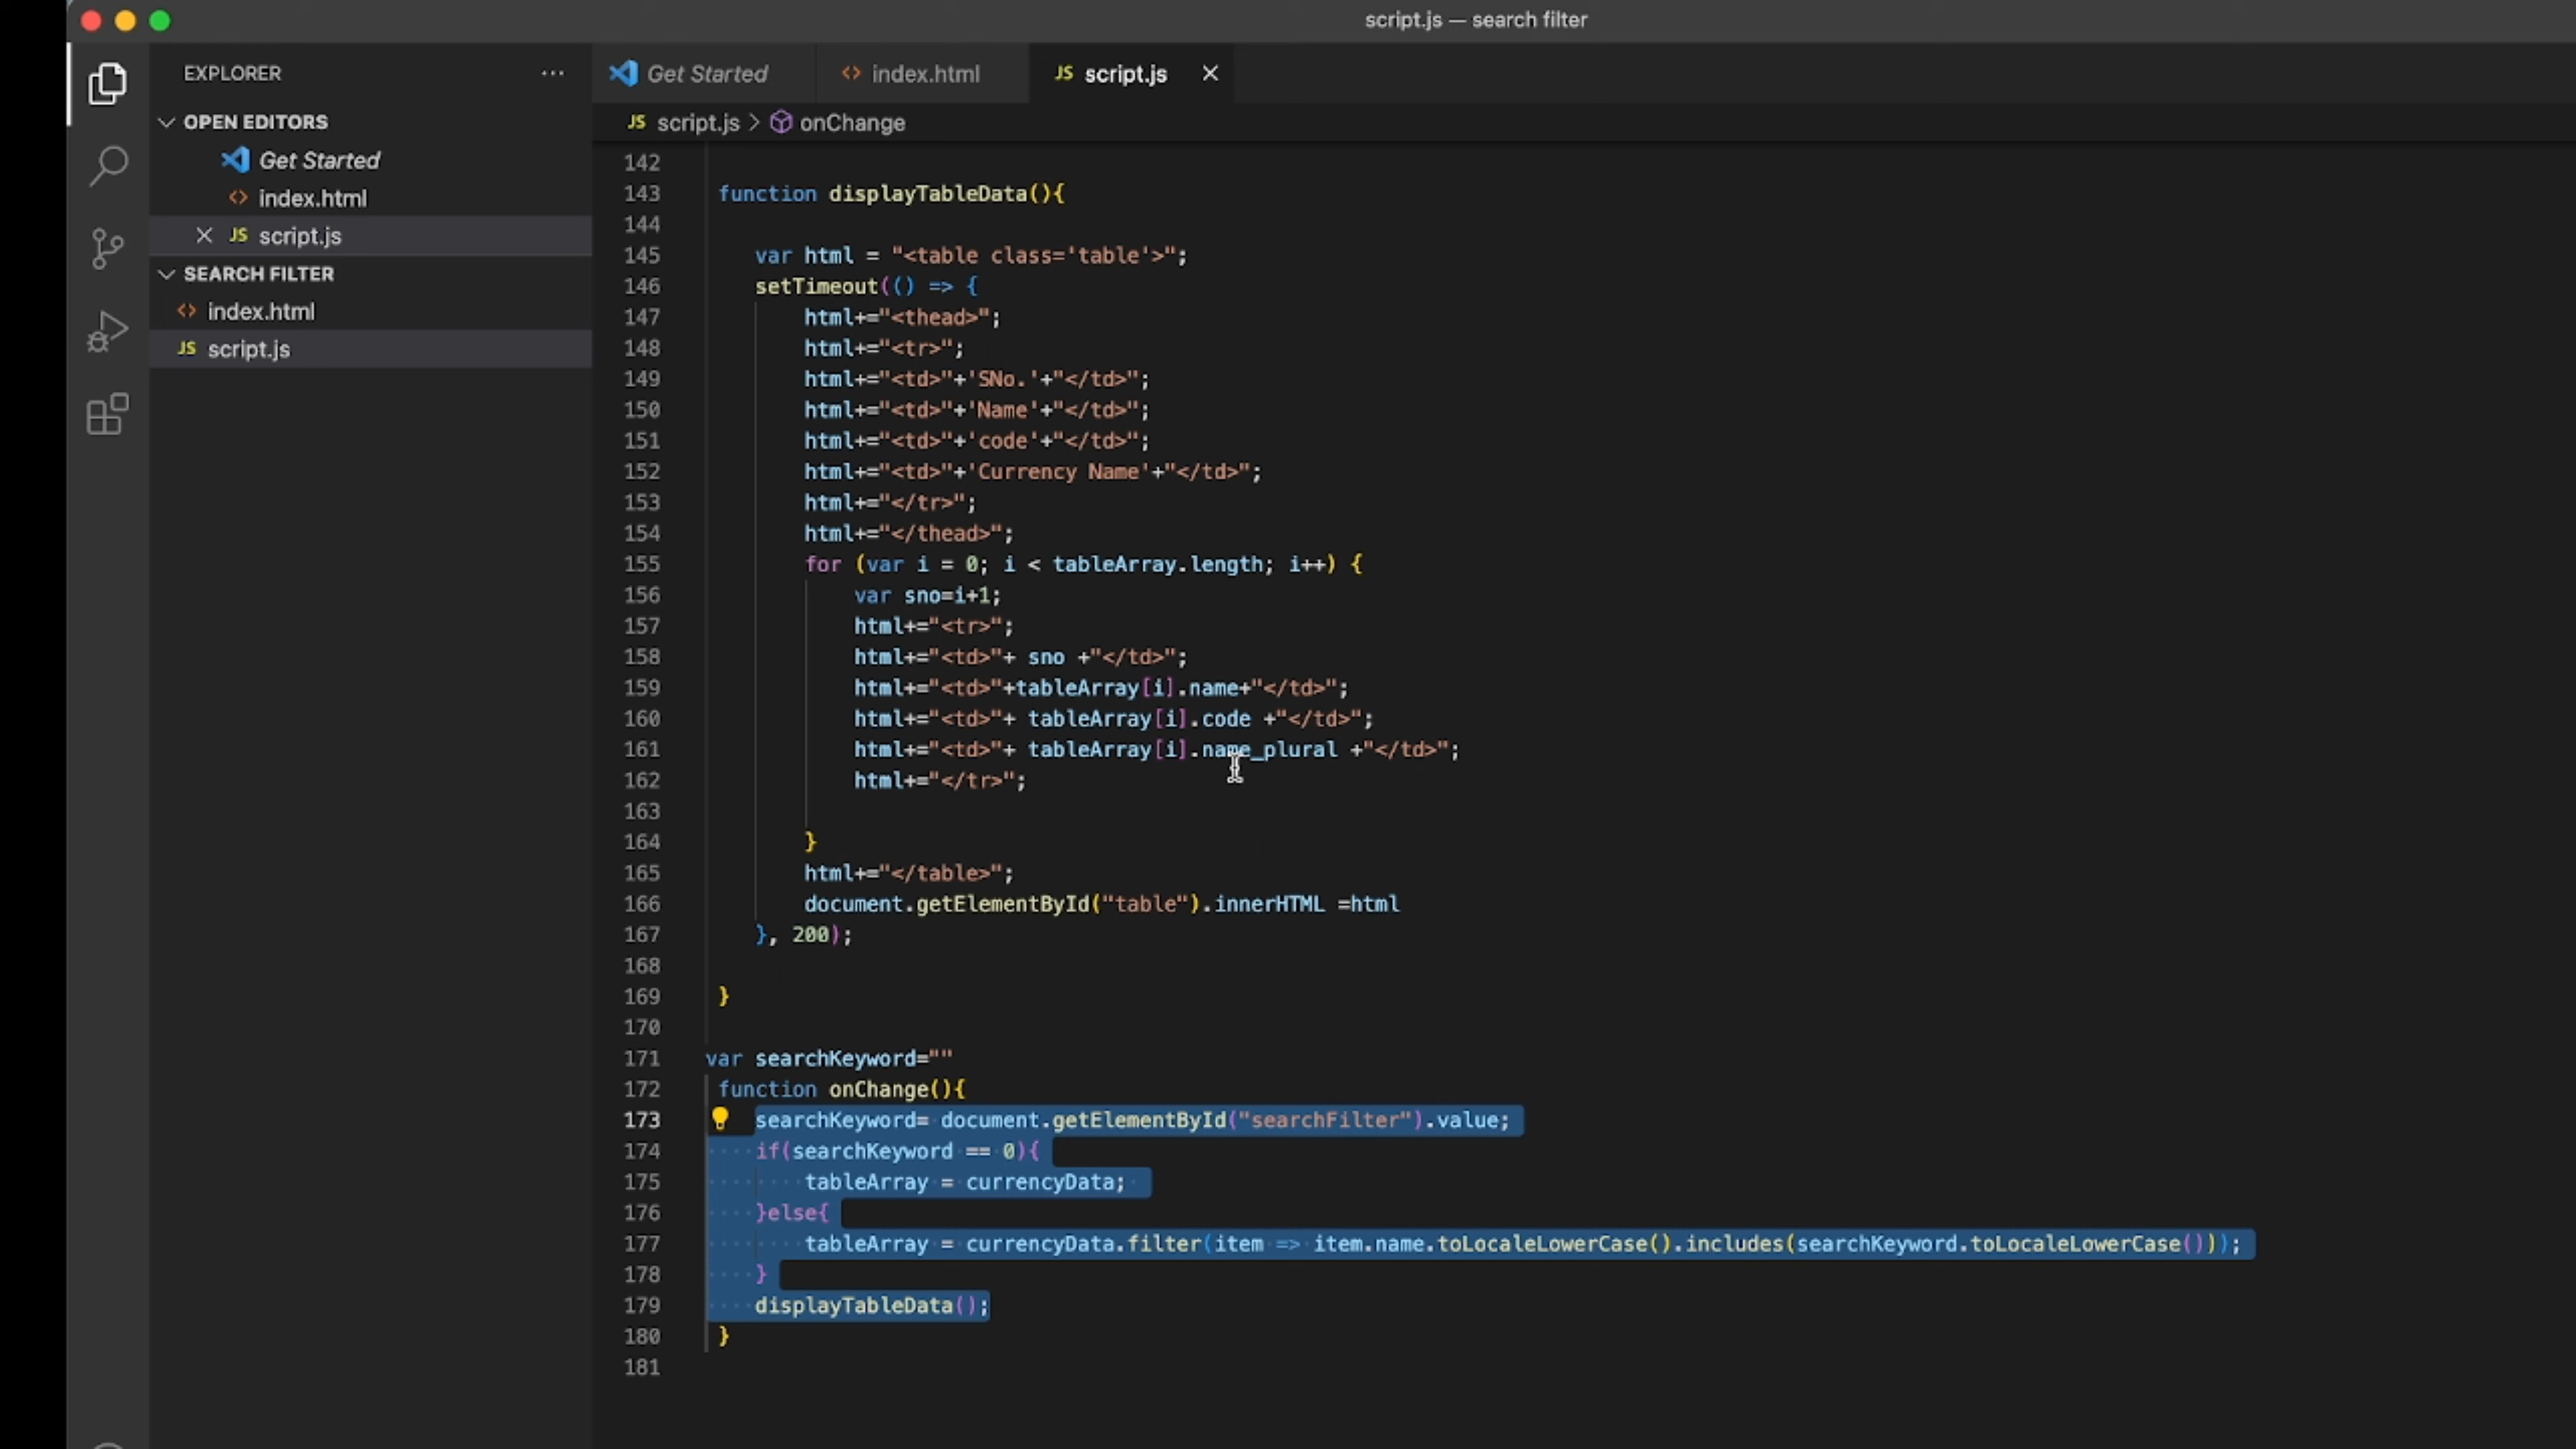 script.js — search filter
EXPLORER
OPEN EDITORS
Get Started
index.html
JS script.js
SEARCH FILTER
index.html
JS script.js
Get Started
index.html
JS script.js
JS script.js > onChange
142
143 function displayTableData(){
144
145 var html = "<table class='table'>";
146 setTimeout(() => {
147 html+="<thead>";
148 html+="<tr>";
149 html+="<td>"+'SNo.'+"</td>";
150 html+="<td>"+'Name'+"</td>";
151 html+="<td>"+'code'+"</td>";
152 html+="<td>"+'Currency Name'+"</td>";
153 html+="</tr>";
154 html+="</thead>";
155 for (var i = 0; i < tableArray.length; i++) {
156 var sno=i+1;
157 html+="<tr>";
158 html+="<td>"+ sno +"</td>";
159 html+="<td>"+tableArray[i].name+"</td>";
160 html+="<td>"+ tableArray[i].code +"</td>";
161 html+="<td>"+ tableArray[i].name_plural +"</td>";
162 html+="</tr>";
163
164 }
165 html+="</table>";
166 document.getElementById("table").innerHTML =html
167 }, 200);
168
169 }
170
171 var searchKeyword=""
172 function onChange(){
173 searchKeyword= document.getElementById("searchFilter").value;
174 if(searchKeyword == 0){
175 tableArray = currencyData;
176 }else{
177 tableArray = currencyData.filter(item => item.name.toLocaleLowerCase().includes(searchKeyword.toLocaleLowerCase()));
178 }
179 displayTableData();
180 }
181